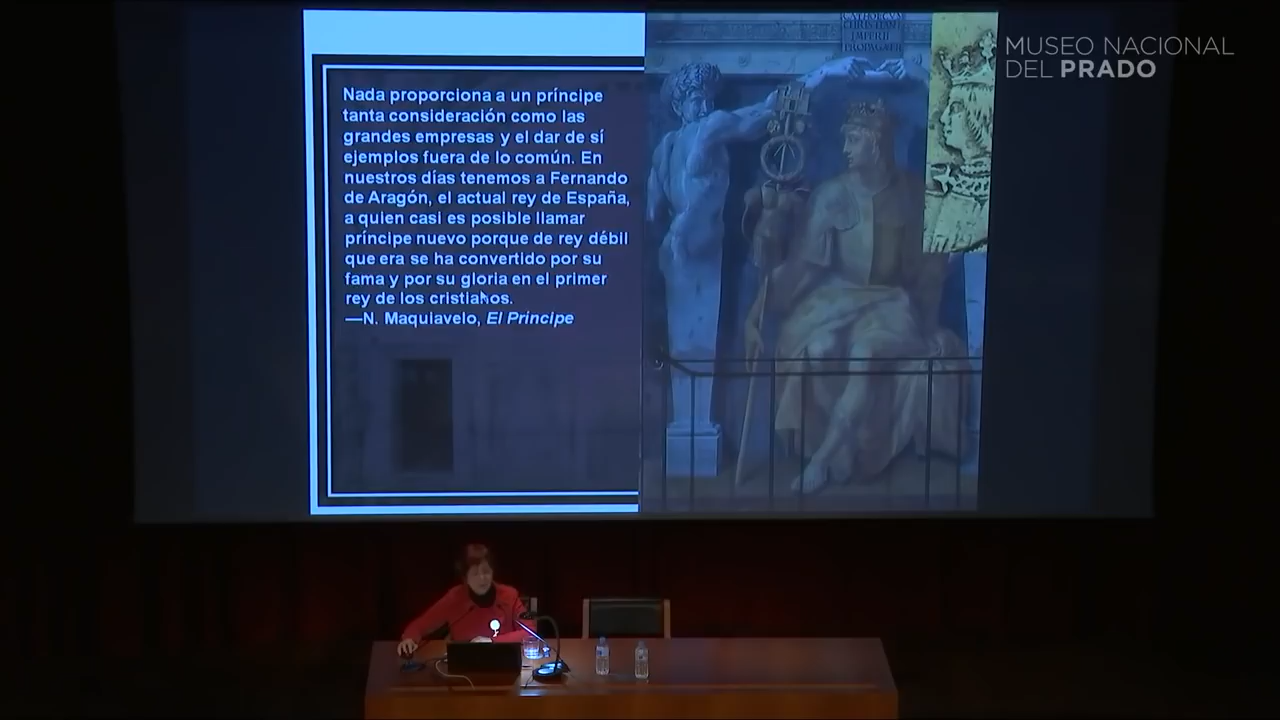 Nada proporciona a un príncipe
tanta consideración como las
grandes empresas y el dar de sí
ejemplos fuera de lo común. En
nuestros días tenemos a Fernando
de Aragón, el actual rey de España,
a quien casi es posible llamar
príncipe nuevo porque de rey débil
que era se ha convertido por su
fama y por su gloria en el primer
rey de los cristianos.
—N. Maquiavelo, El Príncipe
CHRISTIANI
IMPERII
MUSEO NACIONAL
DEL PRADO